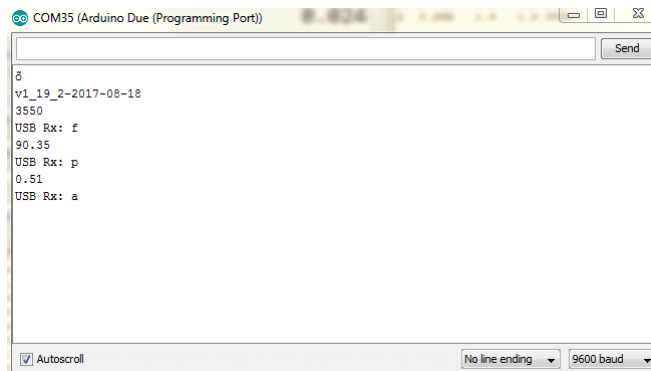 COM35 (Arduino Due (Programming Port))
Send
õ
v1_19_2-2017-08-18
3550
USB Rx: f
90.35
USB Rx: p
0.51
USB Rx: a
Autoscroll
No line ending
9600 baud